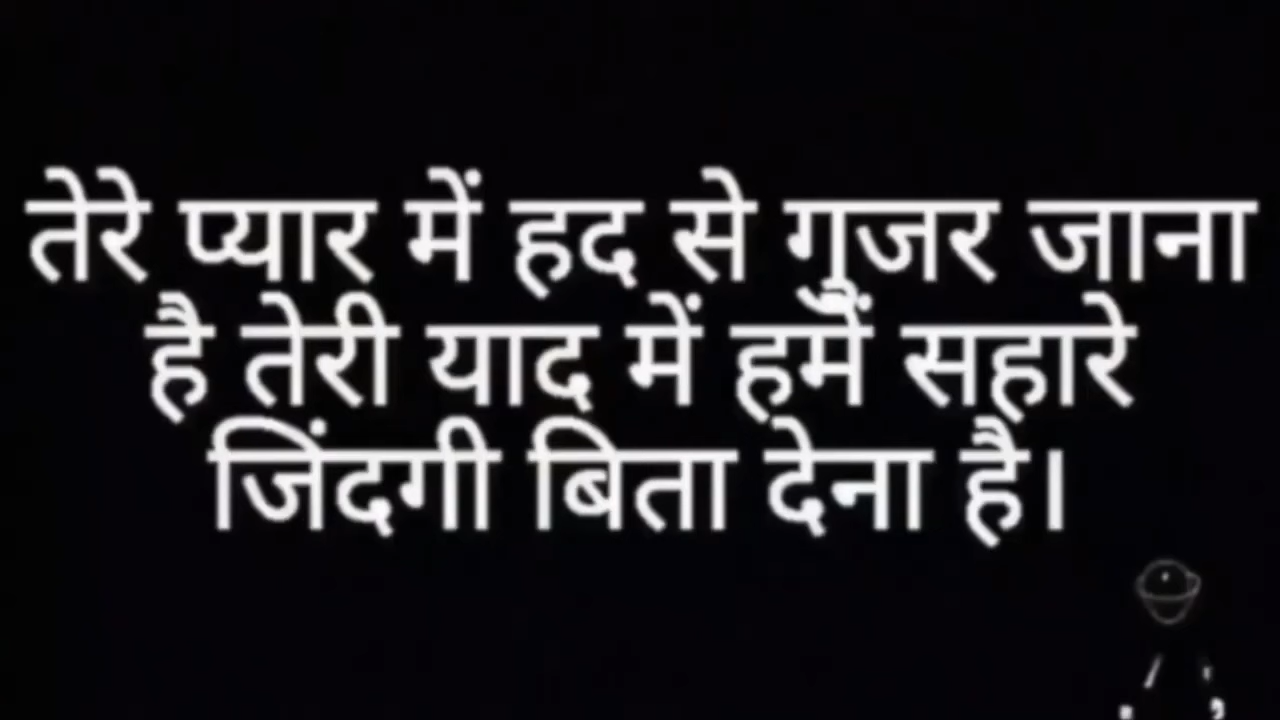 तेरे प्यार में हद से गुजर जाना
है तेरी याद में हमें सहारे
जिंदगी बिता देना है।